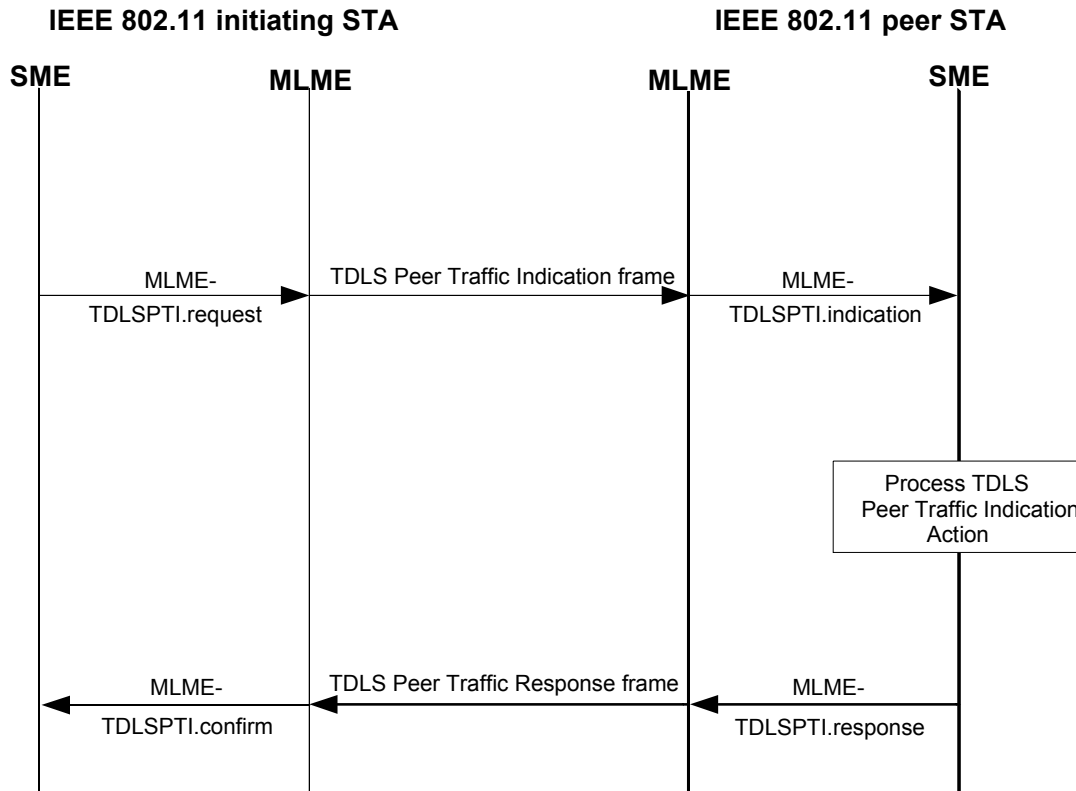 IEEE 802.11 initiating STA
IEEE 802.11 peer STA
SME
MLME
MLME
SME
MLME-
TDLSPTI.request
TDLS Peer Traffic Indication frame
MLME-
TDLSPTI.indication
Process TDLS
Peer Traffic Indication
Action
MLME-
TDLSPTI.confirm
TDLS Peer Traffic Response frame
MLME-
TDLSPTI.response